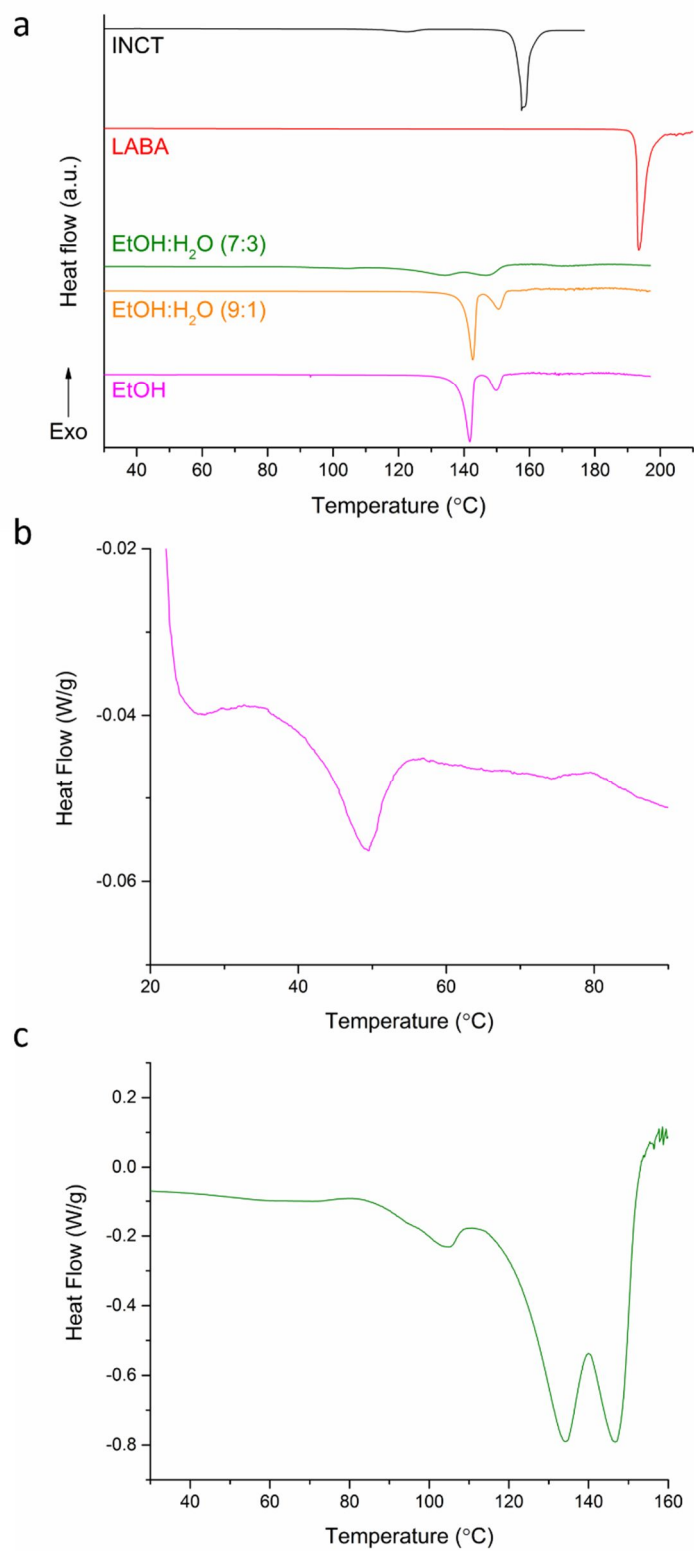 a
INCT
LABA
EtOH:H₂O (7:3)
EtOH:H₂O (9:1)
EtOH
Heat flow (a.u.)
Exo
40 60 80 100 120 140 160 180 200
Temperature (°C)
b
-0.02
-0.04
-0.06
Heat Flow (W/g)
20 40 60 80
Temperature (°C)
c
0.2
0.0
-0.2
-0.4
-0.6
-0.8
Heat Flow (W/g)
40 60 80 100 120 140 160
Temperature (°C)